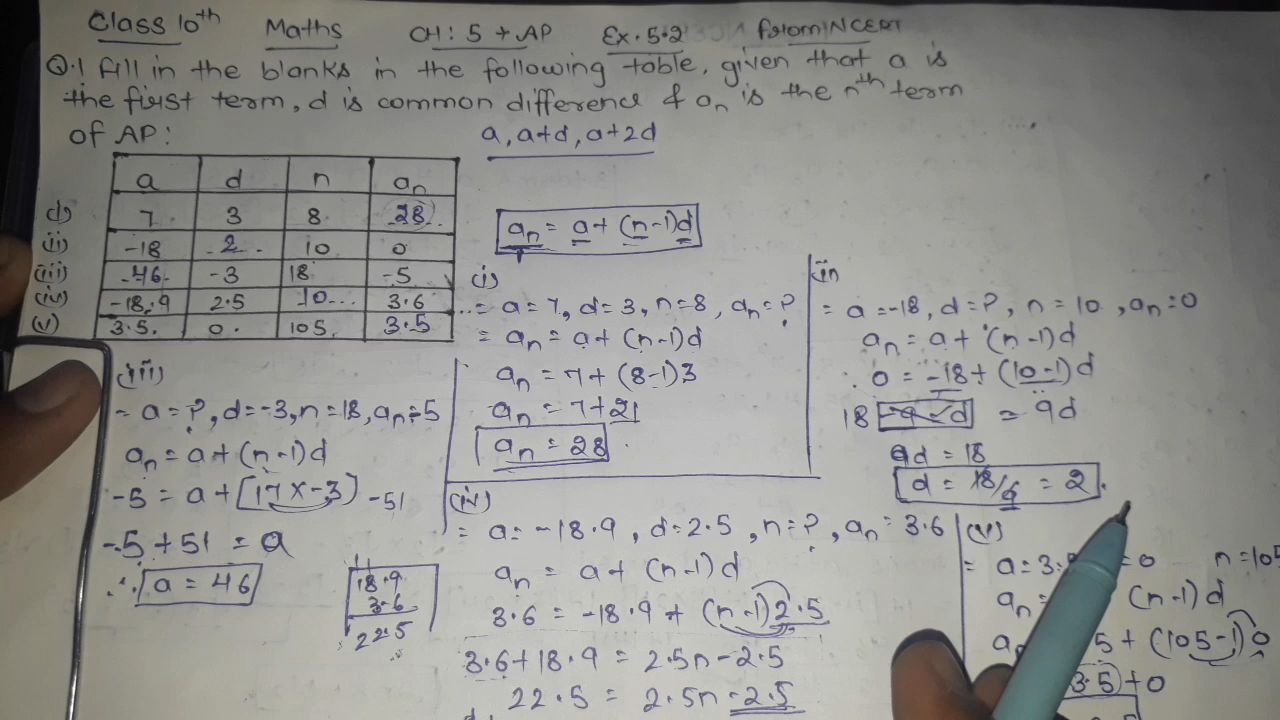 Class 10th Maths CH:5 → AP Ex.5.2 from NCERT
Q.1 Fill in the blanks in the following table, given that a is
the first term, d is common difference & an is the nth term
of AP:
a, a+d, a+2d
a d n an
(i) 7 3 8 28
(ii) -18 2 10 0
(iii) -46 -3 18 -5
(iv) -18.9 2.5 10 3.6
(v) 3.5 0 105 3.5
an = a+(n-1)d
(i)
= a=7, d=3, n=8, an=?
= an = a+(n-1)d
an = 7+(8-1)3
an = 7+21
an = 28
(ii)
= a=-18, d=?, n=10, an=0
an = a+(n-1)d
0 = -18+(10-1)d
18 = 9d
9d = 18
d = 18/9 = 2
(iii)
= a=?, d=-3, n=18, an=-5
an = a+(n-1)d
-5 = a+[17x-3] -51
-5+51 = a
∴ a = 46
(iv)
= a=-18.9, d=2.5, n=?, an=3.6
an = a+(n-1)d
3.6 = -18.9+(n-1)2.5
3.6+18.9 = 2.5n-2.5
22.5 = 2.5n-2.5
11
18.9
3.6
22.5
(v)
= a=3. =0 n=105
an= (n-1)d
5+(105-1)0
3.5)+0